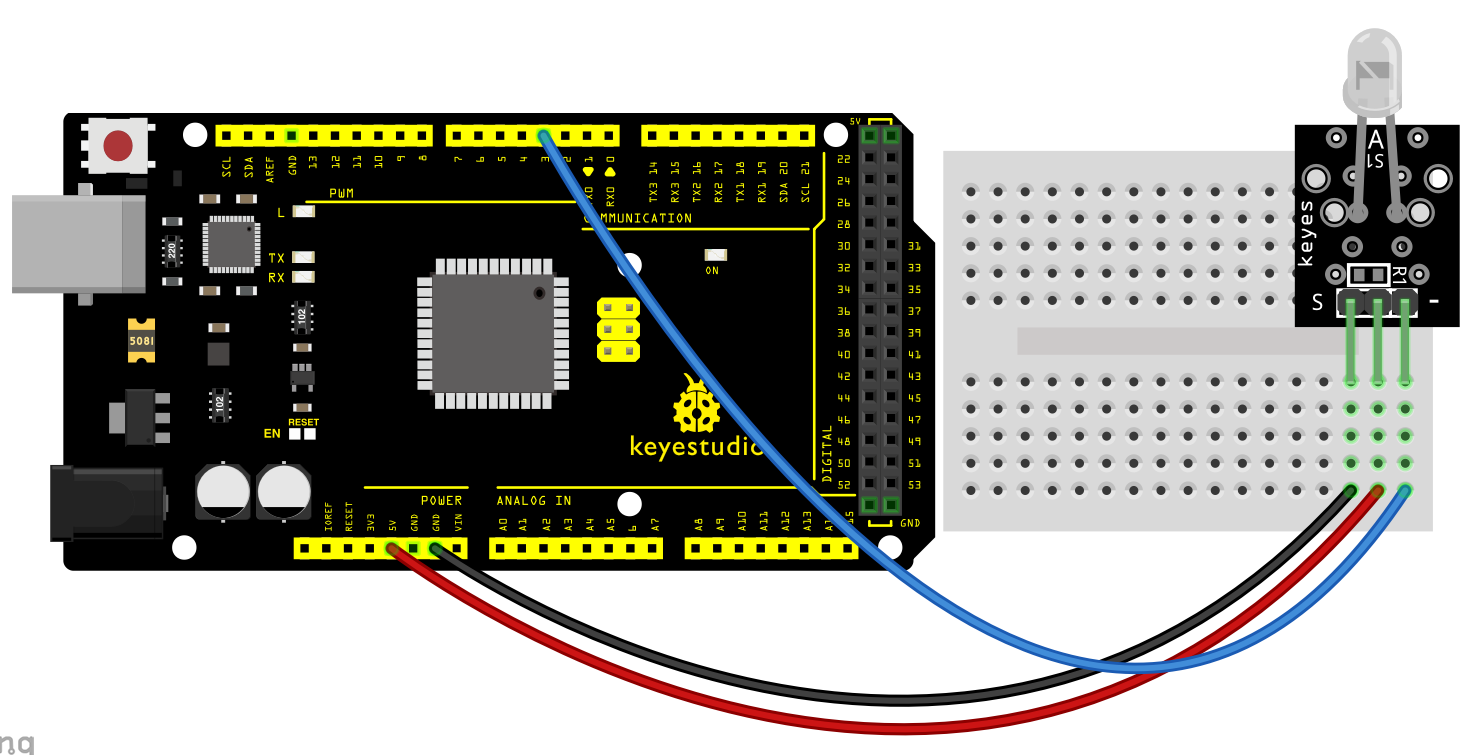 SCL SDA AREF GND 13 12 11 10 9 8
7 6 5 4 3 2 1 0
TX3 14 RX3 15 TX2 16 RX2 17 TX1 18 RX1 19 SDA 20 SCL 21
5V
22
24
26
28
30 31
32 33
34 35
36 37
38 39
40 41
42 43
44 45
46 47
48 49
50 51
52 53
GND
DIGITAL
PWM
RX0
L
TX
RX
COMMUNICATION
ON
220
102
5081
102
RESET
EN
keyestudio
POWER
ANALOG IN
IOREF RESET 3V3 5V GND GND VIN
A0 A1 A2 A3 A4 A5 6 A7
A8 A9 A10 A11 A12 A13
15
A
S1
keyes
R1
S -